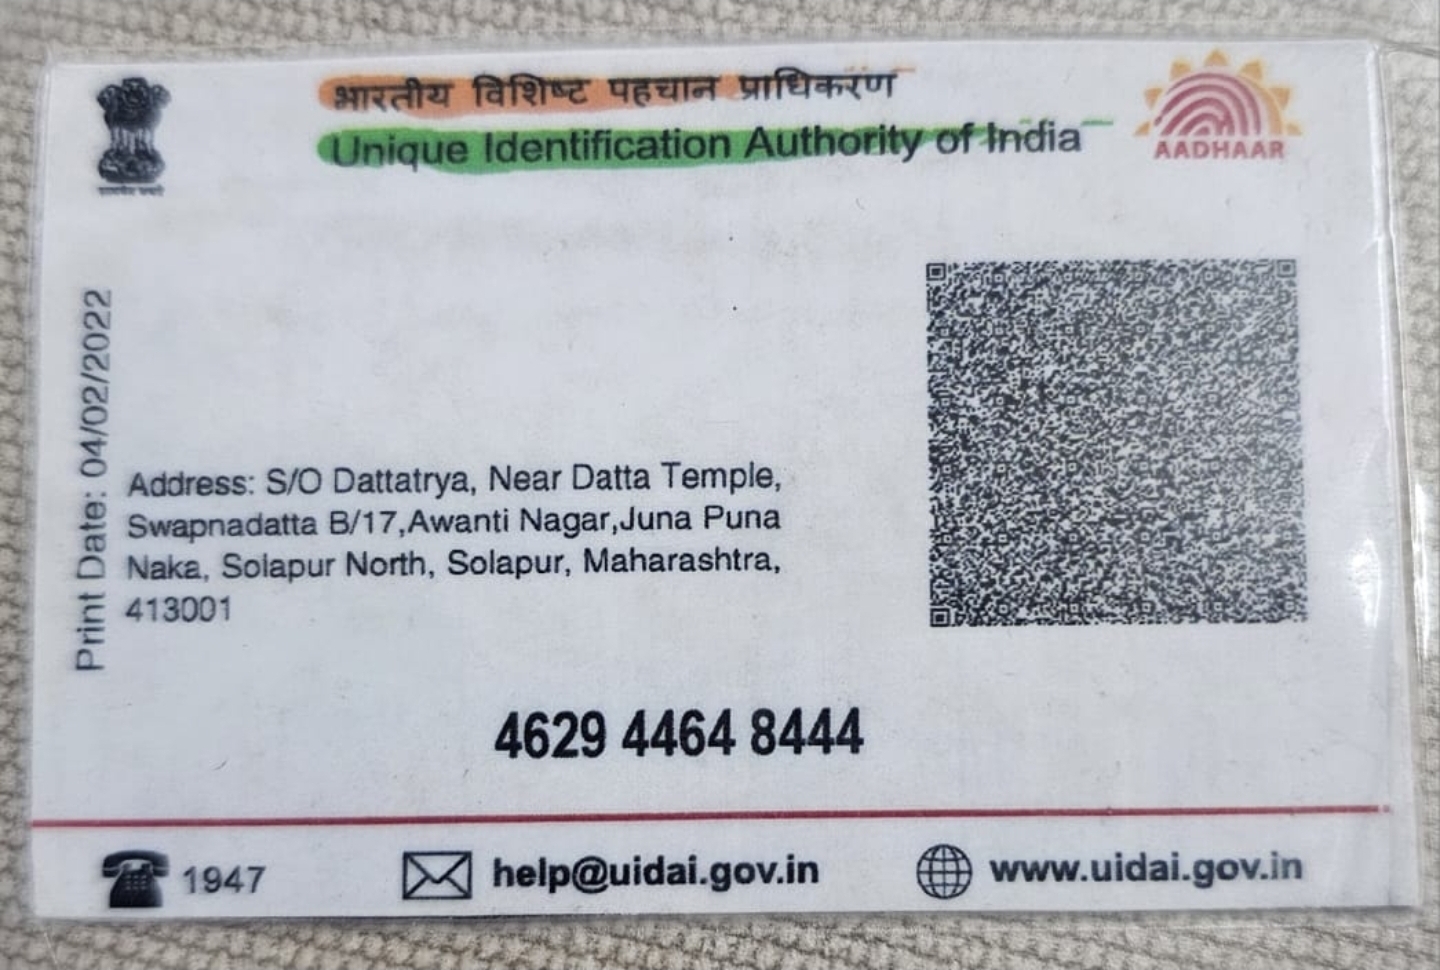 भारतीय विशिष्ट पहचान प्राधिकरण
Unique Identification Authority of India
AADHAAR
Print Date: 04/02/2022
Address: S/O Dattatrya, Near Datta Temple,
Swapnadatta B/17,Awanti Nagar,Juna Puna
Naka, Solapur North, Solapur, Maharashtra,
413001
4629 4464 8444
1947
help@uidai.gov.in
www.uidai.gov.in